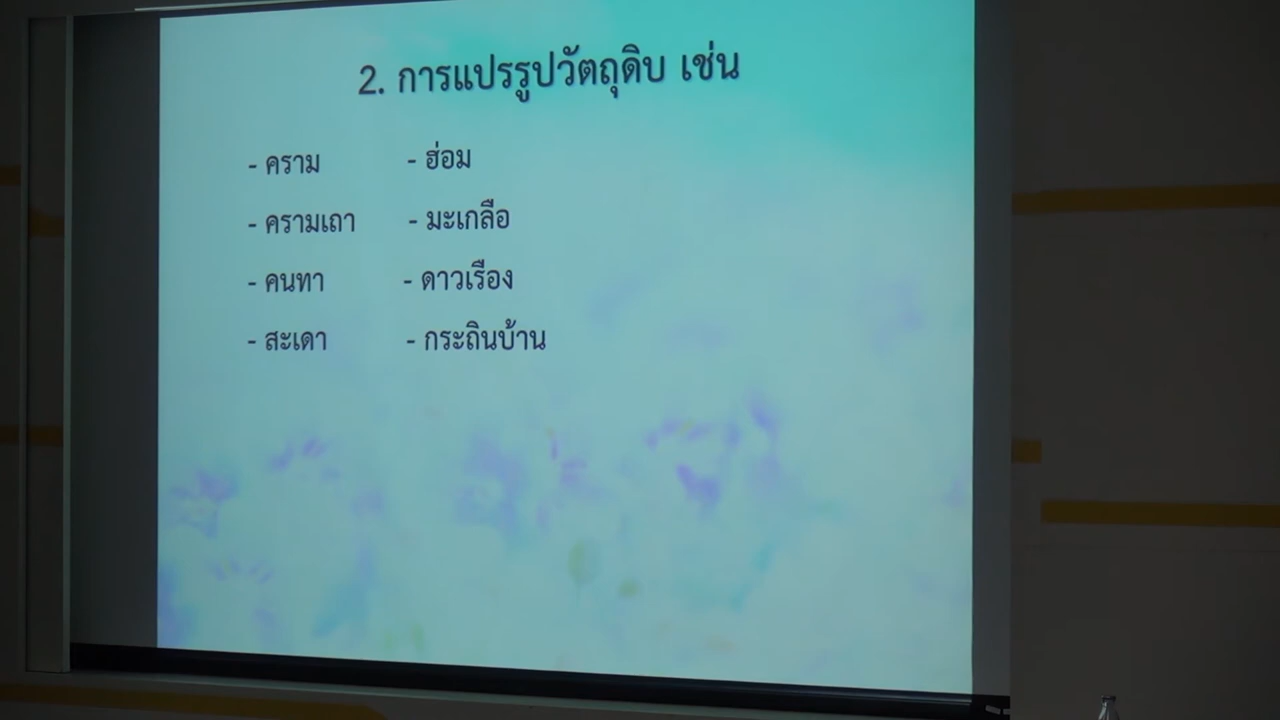 2. การแปรรูปวัตถุดิบ เช่น
- คราม - ฮ่อม
- ครามเถา - มะเกลือ
- คนทา - ดาวเรือง
- สะเดา - กระถินบ้าน